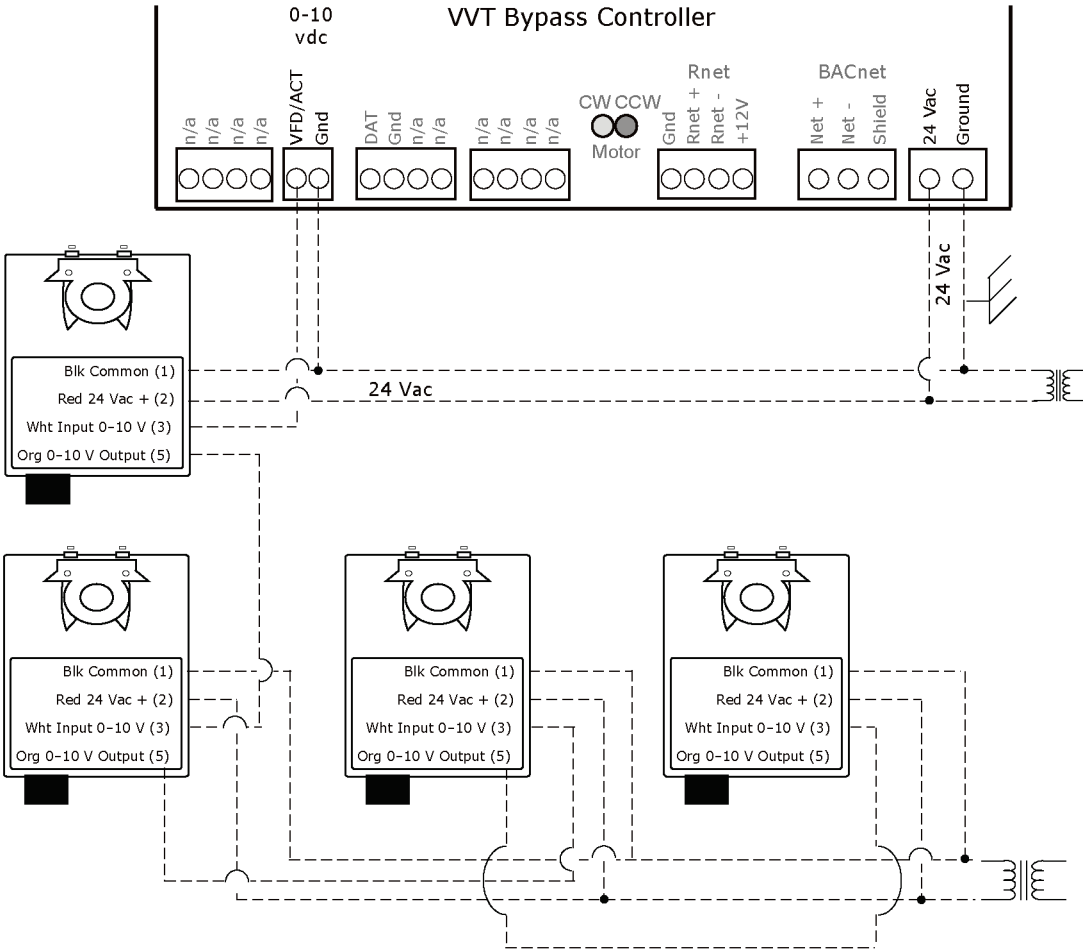 0-10
vdc
VVT Bypass Controller
n/a
n/a
n/a
n/a
VFD/ACT
Gnd
DAT
Gnd
n/a
n/a
n/a
n/a
n/a
n/a
CW CCW
Motor
Rnet
Gnd
Rnet +
Rnet -
+12V
BACnet
Net +
Net -
Shield
24 Vac
Ground
24 Vac
Blk Common (1)
Red 24 Vac + (2)
Wht Input 0-10 V (3)
Org 0-10 V Output (5)
24 Vac
Blk Common (1)
Red 24 Vac + (2)
Wht Input 0-10 V (3)
Org 0-10 V Output (5)
Blk Common (1)
Red 24 Vac + (2)
Wht Input 0-10 V (3)
Org 0-10 V Output (5)
Blk Common (1)
Red 24 Vac + (2)
Wht Input 0-10 V (3)
Org 0-10 V Output (5)